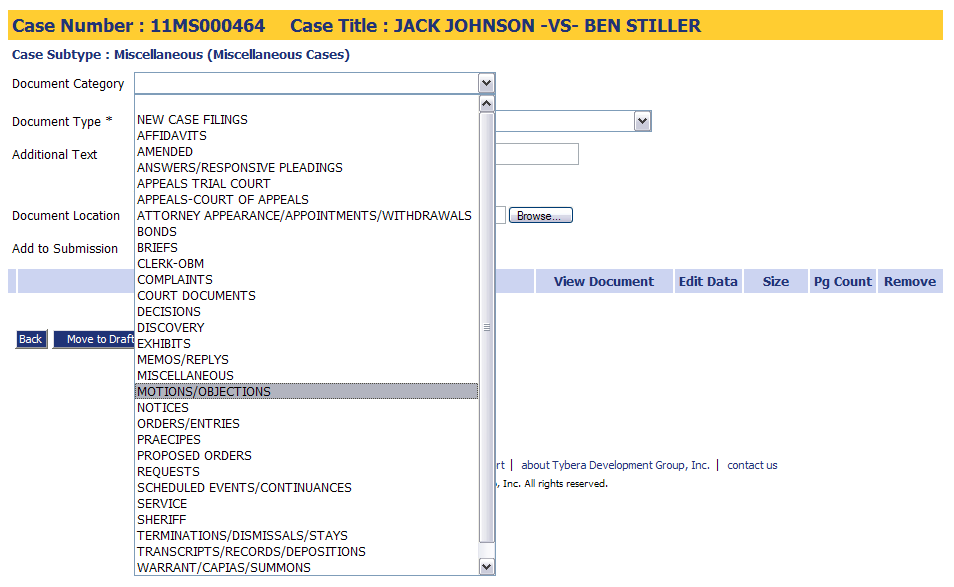 Case Number : 11MS000464 Case Title : JACK JOHNSON -VS- BEN STILLER
Case Subtype : Miscellaneous (Miscellaneous Cases)
Document Category
Document Type *
Additional Text
Document Location
Browse...
Add to Submission
NEW CASE FILINGS
AFFIDAVITS
AMENDED
ANSWERS/RESPONSIVE PLEADINGS
APPEALS TRIAL COURT
APPEALS-COURT OF APPEALS
ATTORNEY APPEARANCE/APPOINTMENTS/WITHDRAWALS
BONDS
BRIEFS
CLERK-OBM
COMPLAINTS
COURT DOCUMENTS
DECISIONS
DISCOVERY
EXHIBITS
MEMOS/REPLYS
MISCELLANEOUS
MOTIONS/OBJECTIONS
NOTICES
ORDERS/ENTRIES
PRAECIPES
PROPOSED ORDERS
REQUESTS
SCHEDULED EVENTS/CONTINUANCES
SERVICE
SHERIFF
TERMINATIONS/DISMISSALS/STAYS
TRANSCRIPTS/RECORDS/DEPOSITIONS
WARRANT/CAPIAS/SUMMONS
View Document Edit Data Size Pg Count Remove
Back Move to Draft
rt | about Tybera Development Group, Inc. | contact us
, Inc. All rights reserved.